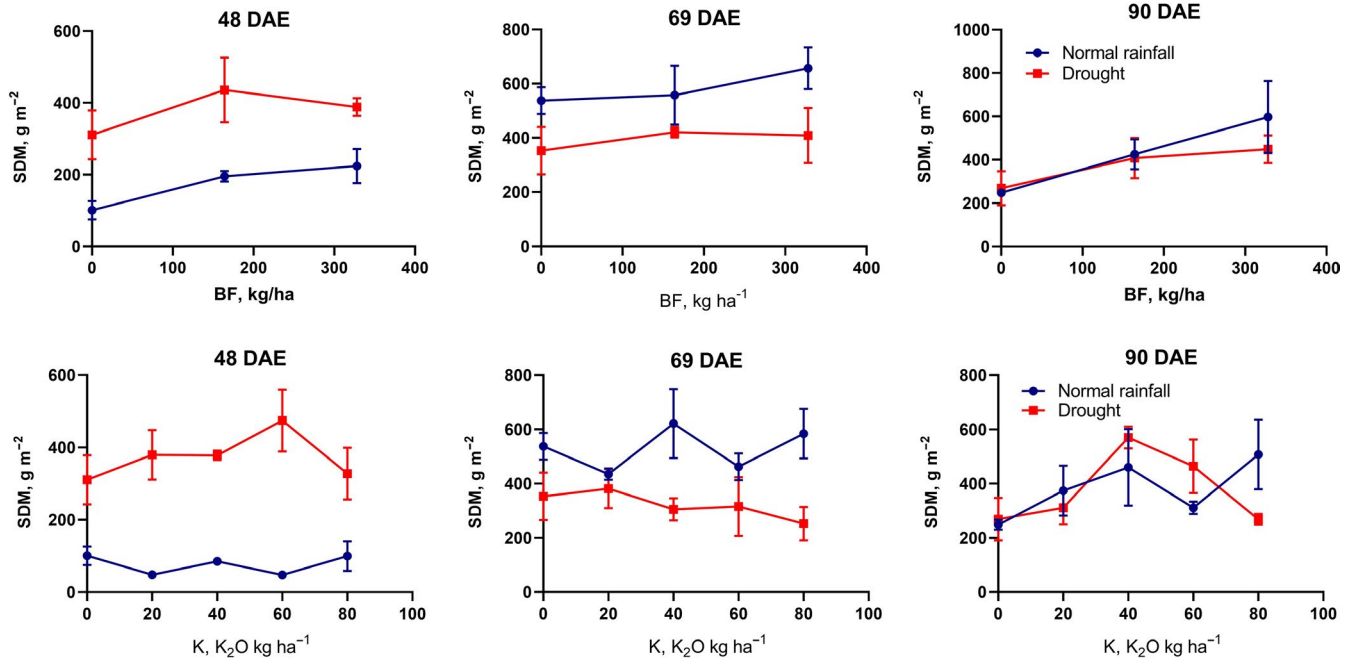 48 DAE
600
400
200
0
SDM, g m⁻²
0 100 200 300 400
BF, kg/ha
69 DAE
800
600
400
200
0
SDM, g m⁻²
0 100 200 300 400
BF, kg ha⁻¹
90 DAE
1000
800
600
400
200
0
SDM, g m⁻²
Normal rainfall
Drought
0 100 200 300 400
BF, kg/ha
48 DAE
600
400
200
0
SDM, g m⁻²
0 20 40 60 80 100
K, K₂O kg ha⁻¹
69 DAE
800
600
400
200
0
SDM, g m⁻²
0 20 40 60 80 100
K, K₂O kg ha⁻¹
90 DAE
800
600
400
200
0
SDM, g m⁻²
Normal rainfall
Drought
0 20 40 60 80 100
K, K₂O kg ha⁻¹